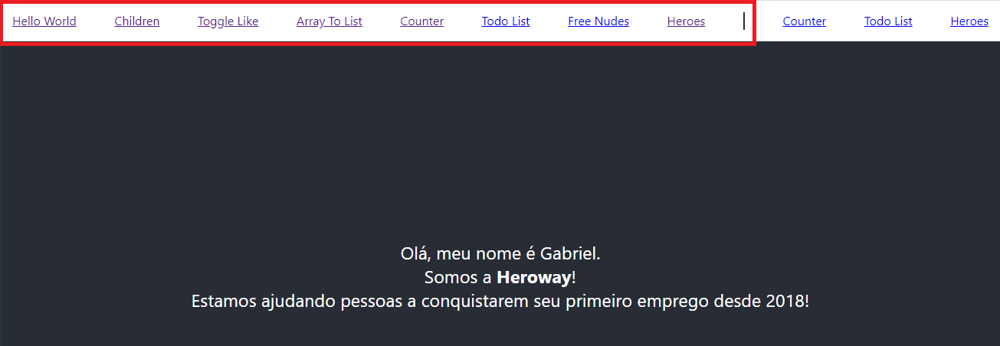 Hello World Children Toggle Like Array To List Counter Todo List Free Nudes Heroes | Counter Todo List Heroes
Olá, meu nome é Gabriel.
Somos a Heroway!
Estamos ajudando pessoas a conquistarem seu primeiro emprego desde 2018!